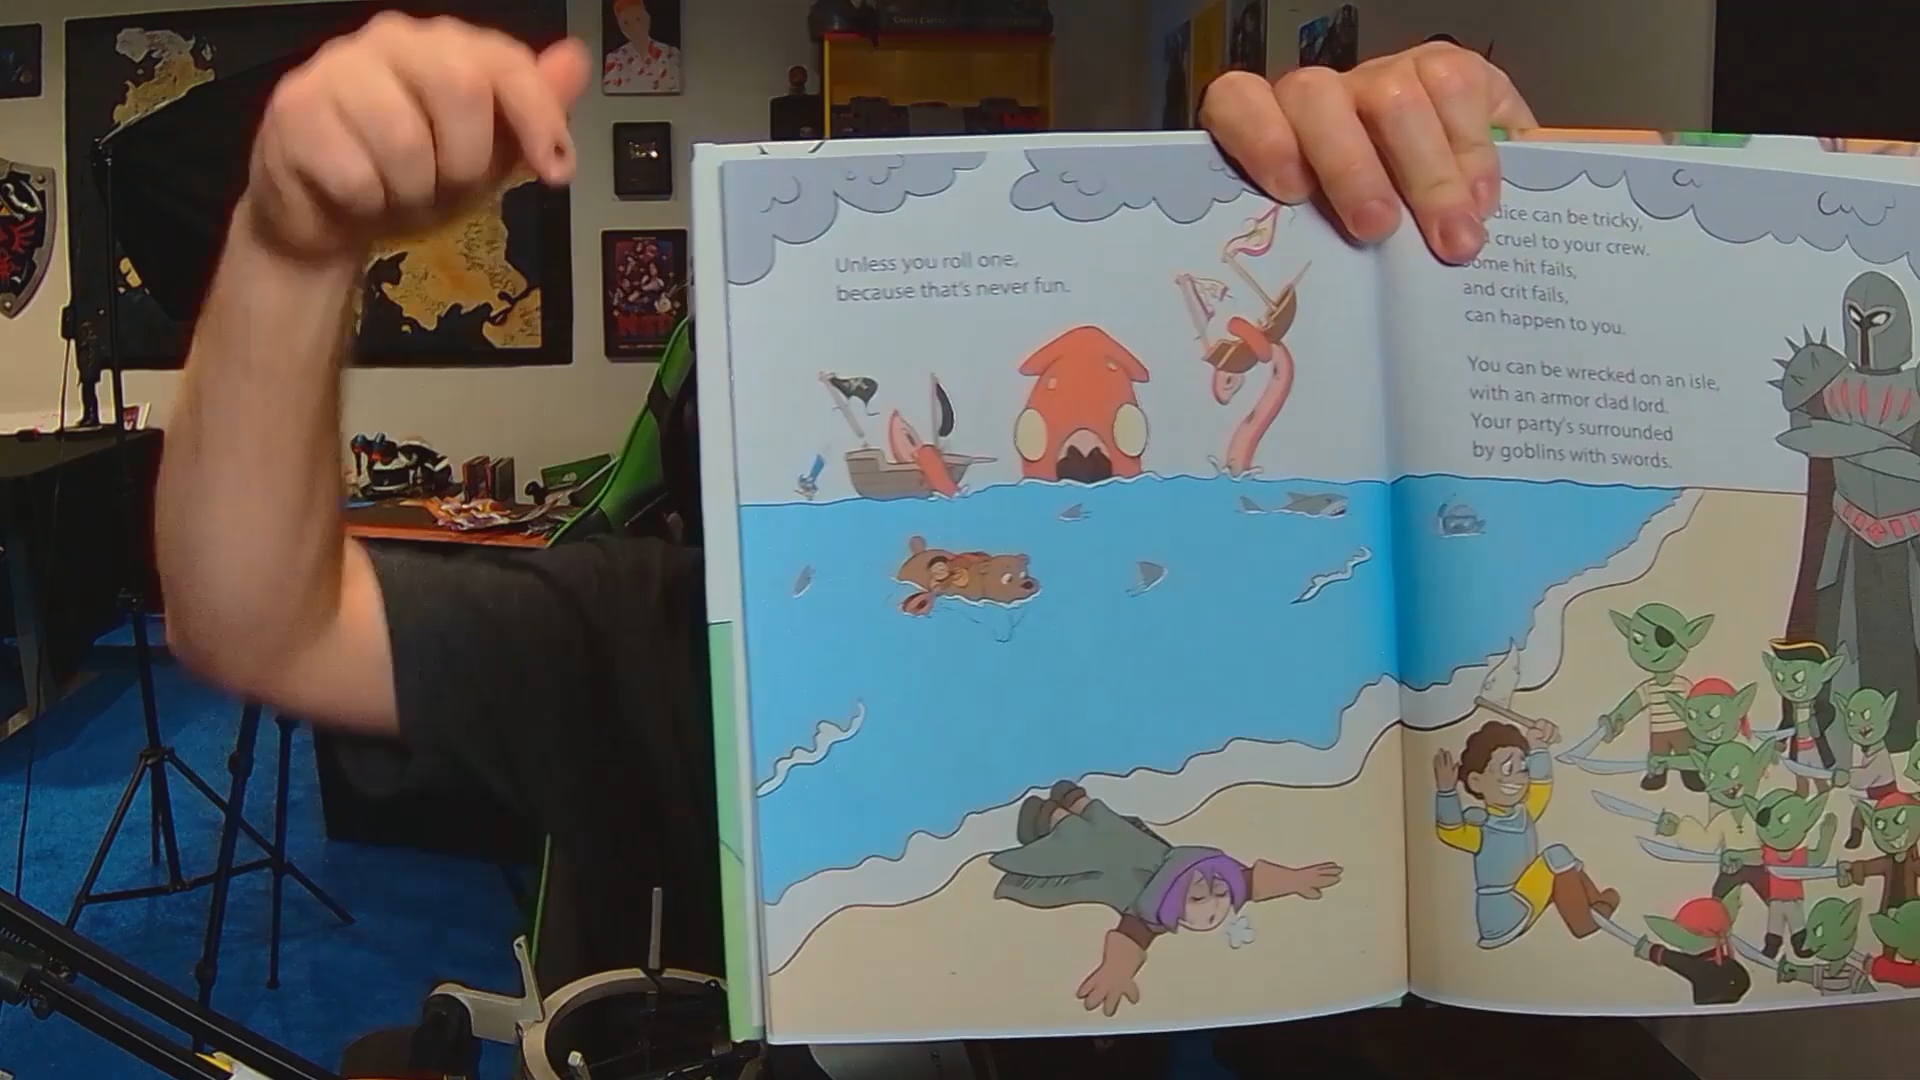 Unless you roll one,
because that's never fun.
dice can be tricky,
cruel to your crew.
Some hit fails,
and crit fails,
can happen to you.
You can be wrecked on an isle,
with an armor clad lord.
Your party's surrounded
by goblins with swords.